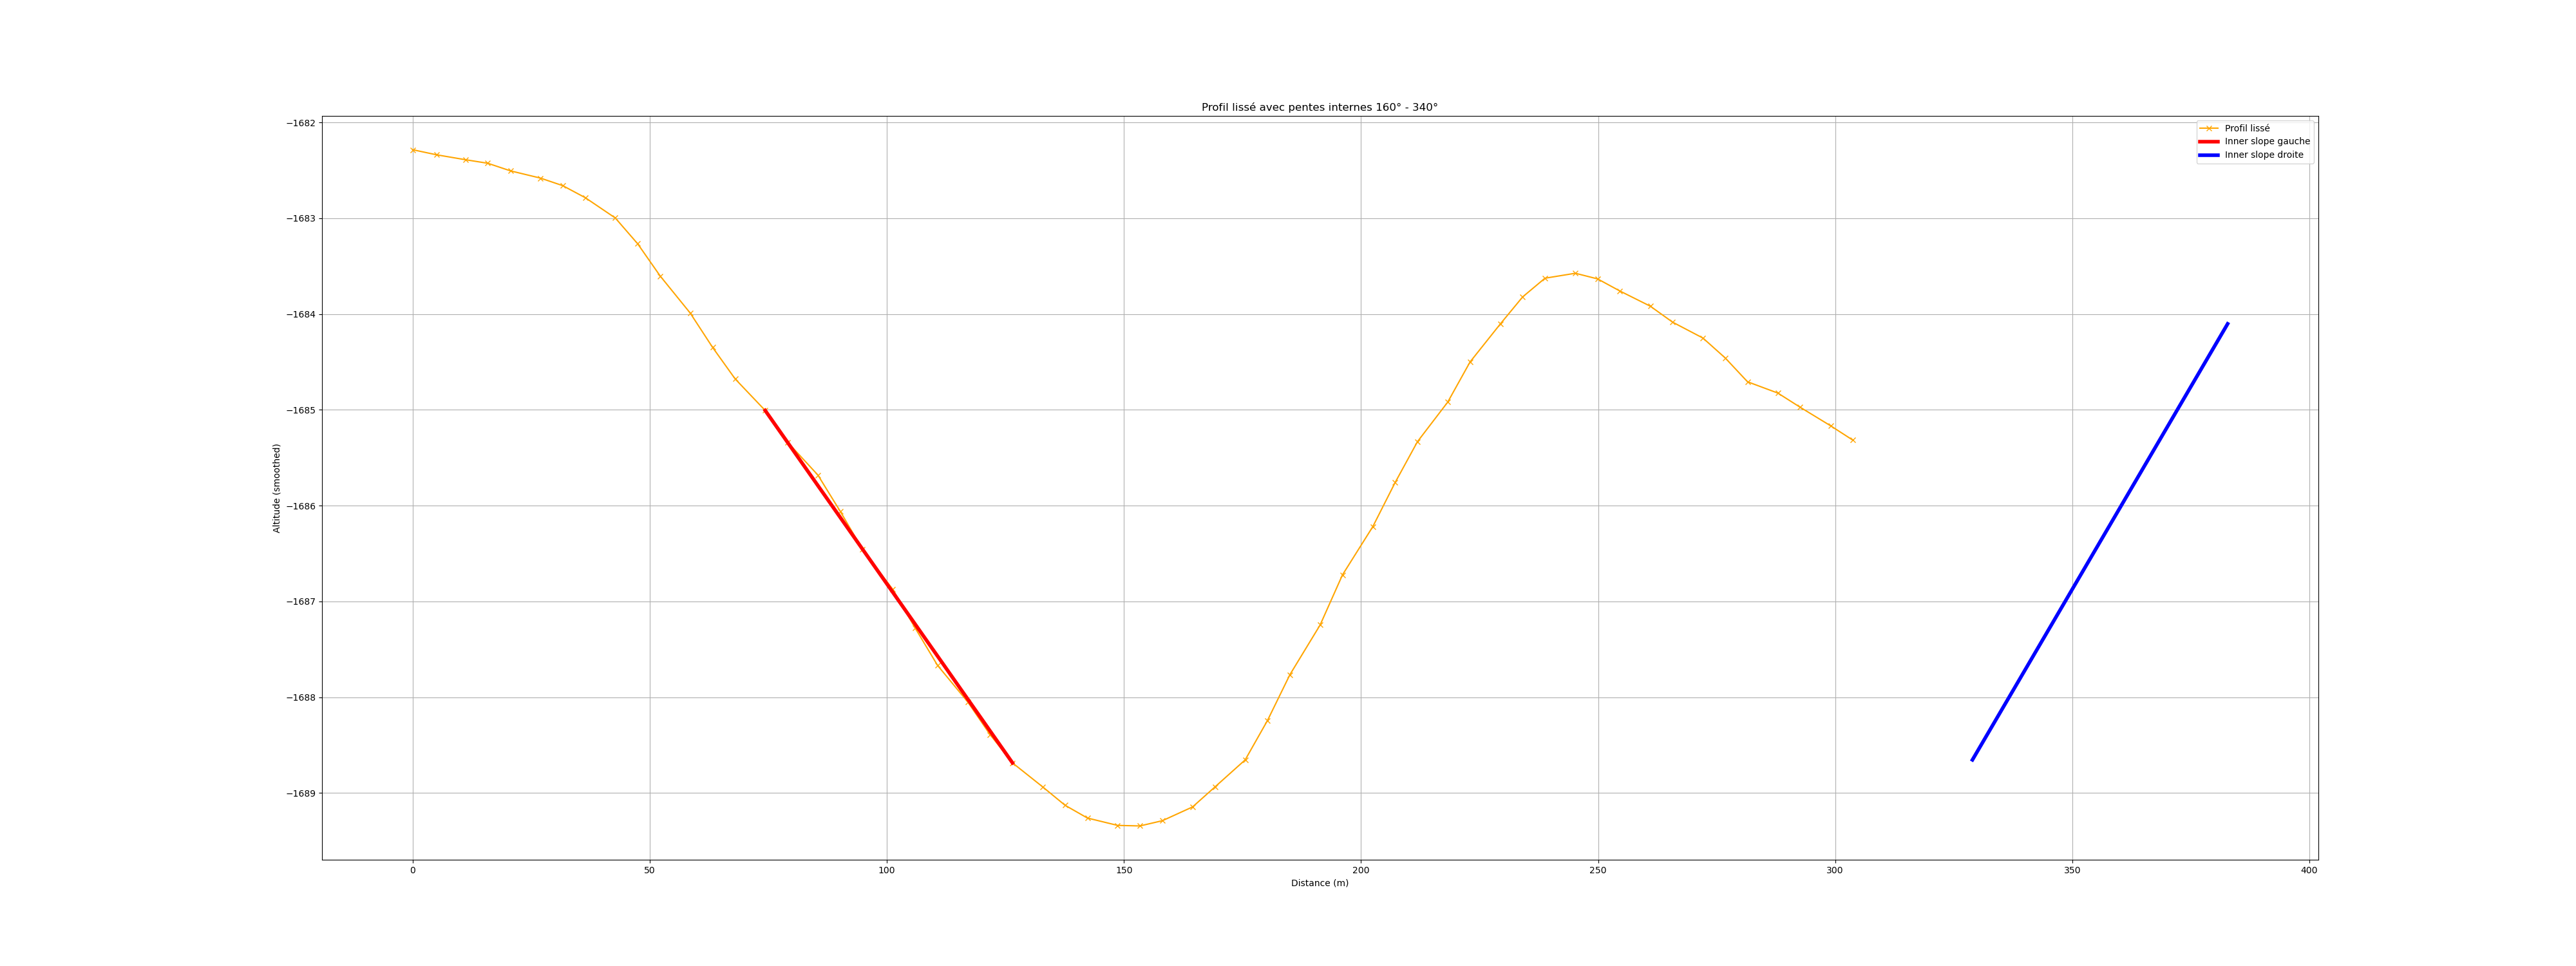 Profil lissé avec pentes internes 160° - 340°
Profil lissé
Inner slope gauche
Inner slope droite
−1682
−1683
−1684
−1685
−1686
−1687
−1688
−1689
Altitude (smoothed)
0 50 100 150 200 250 300 350 400
Distance (m)